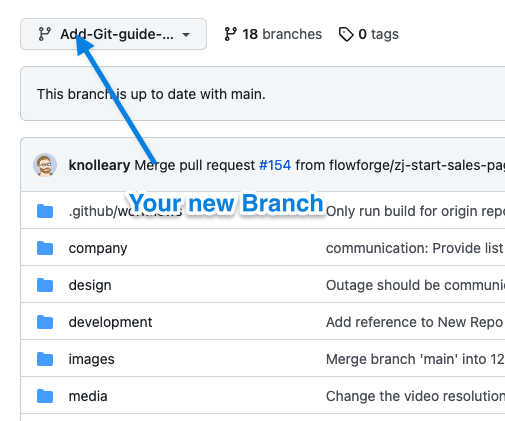 Add-Git-guide-... 18 branches 0 tags
This branch is up to date with main.
knolleary Merge pull request #154 from flowforge/zj-start-sales-pag
Your new Branch
.github/workflows Only run build for origin repo
company communication: Provide list
design Outage should be communic
development Add reference to New Repo
images Merge branch 'main' into 12
media Change the video resolution